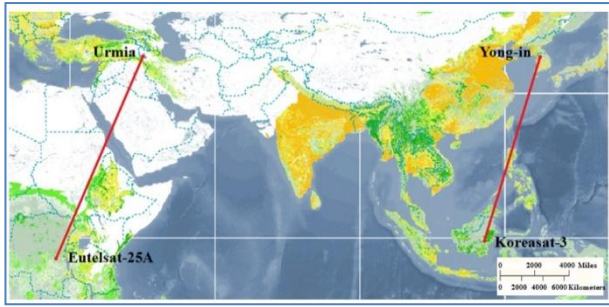 Urmia
Yong-in
Eutelsat-25A
Koreasat-3
0 2000 4000 Miles
0 2000 4000 6000 Kilometers